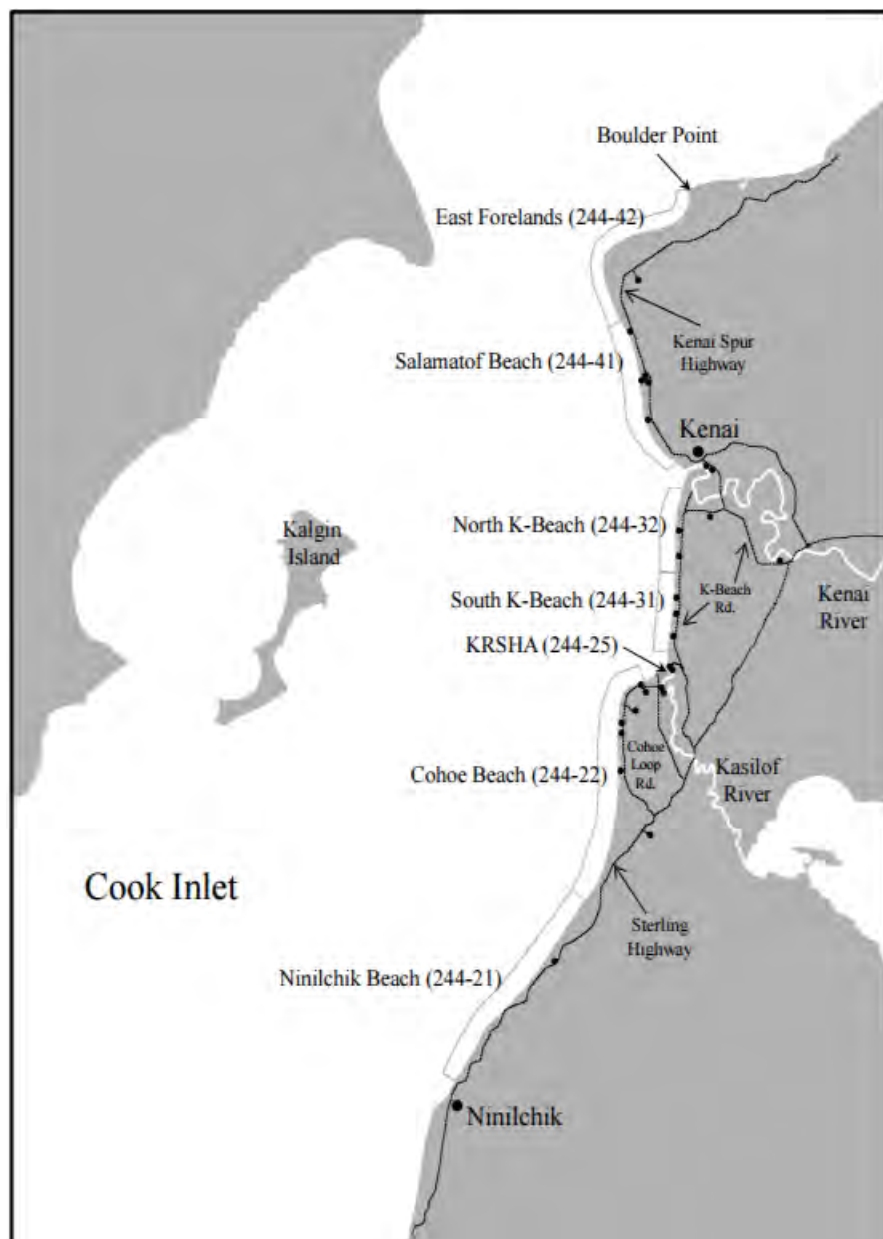 Boulder Point
East Forelands (244-42)
Kenai Spur
Highway
Salamatof Beach (244-41)
Kenai
North K-Beach (244-32)
Kalgin
Island
K-Beach
Rd.
Kenai
River
South K-Beach (244-31)
KRSHA (244-25)
Cohoe
Loop
Rd.
Cohoe Beach (244-22)
Kasilof
River
Cook Inlet
Sterling
Highway
Ninilchik Beach (244-21)
Ninilchik